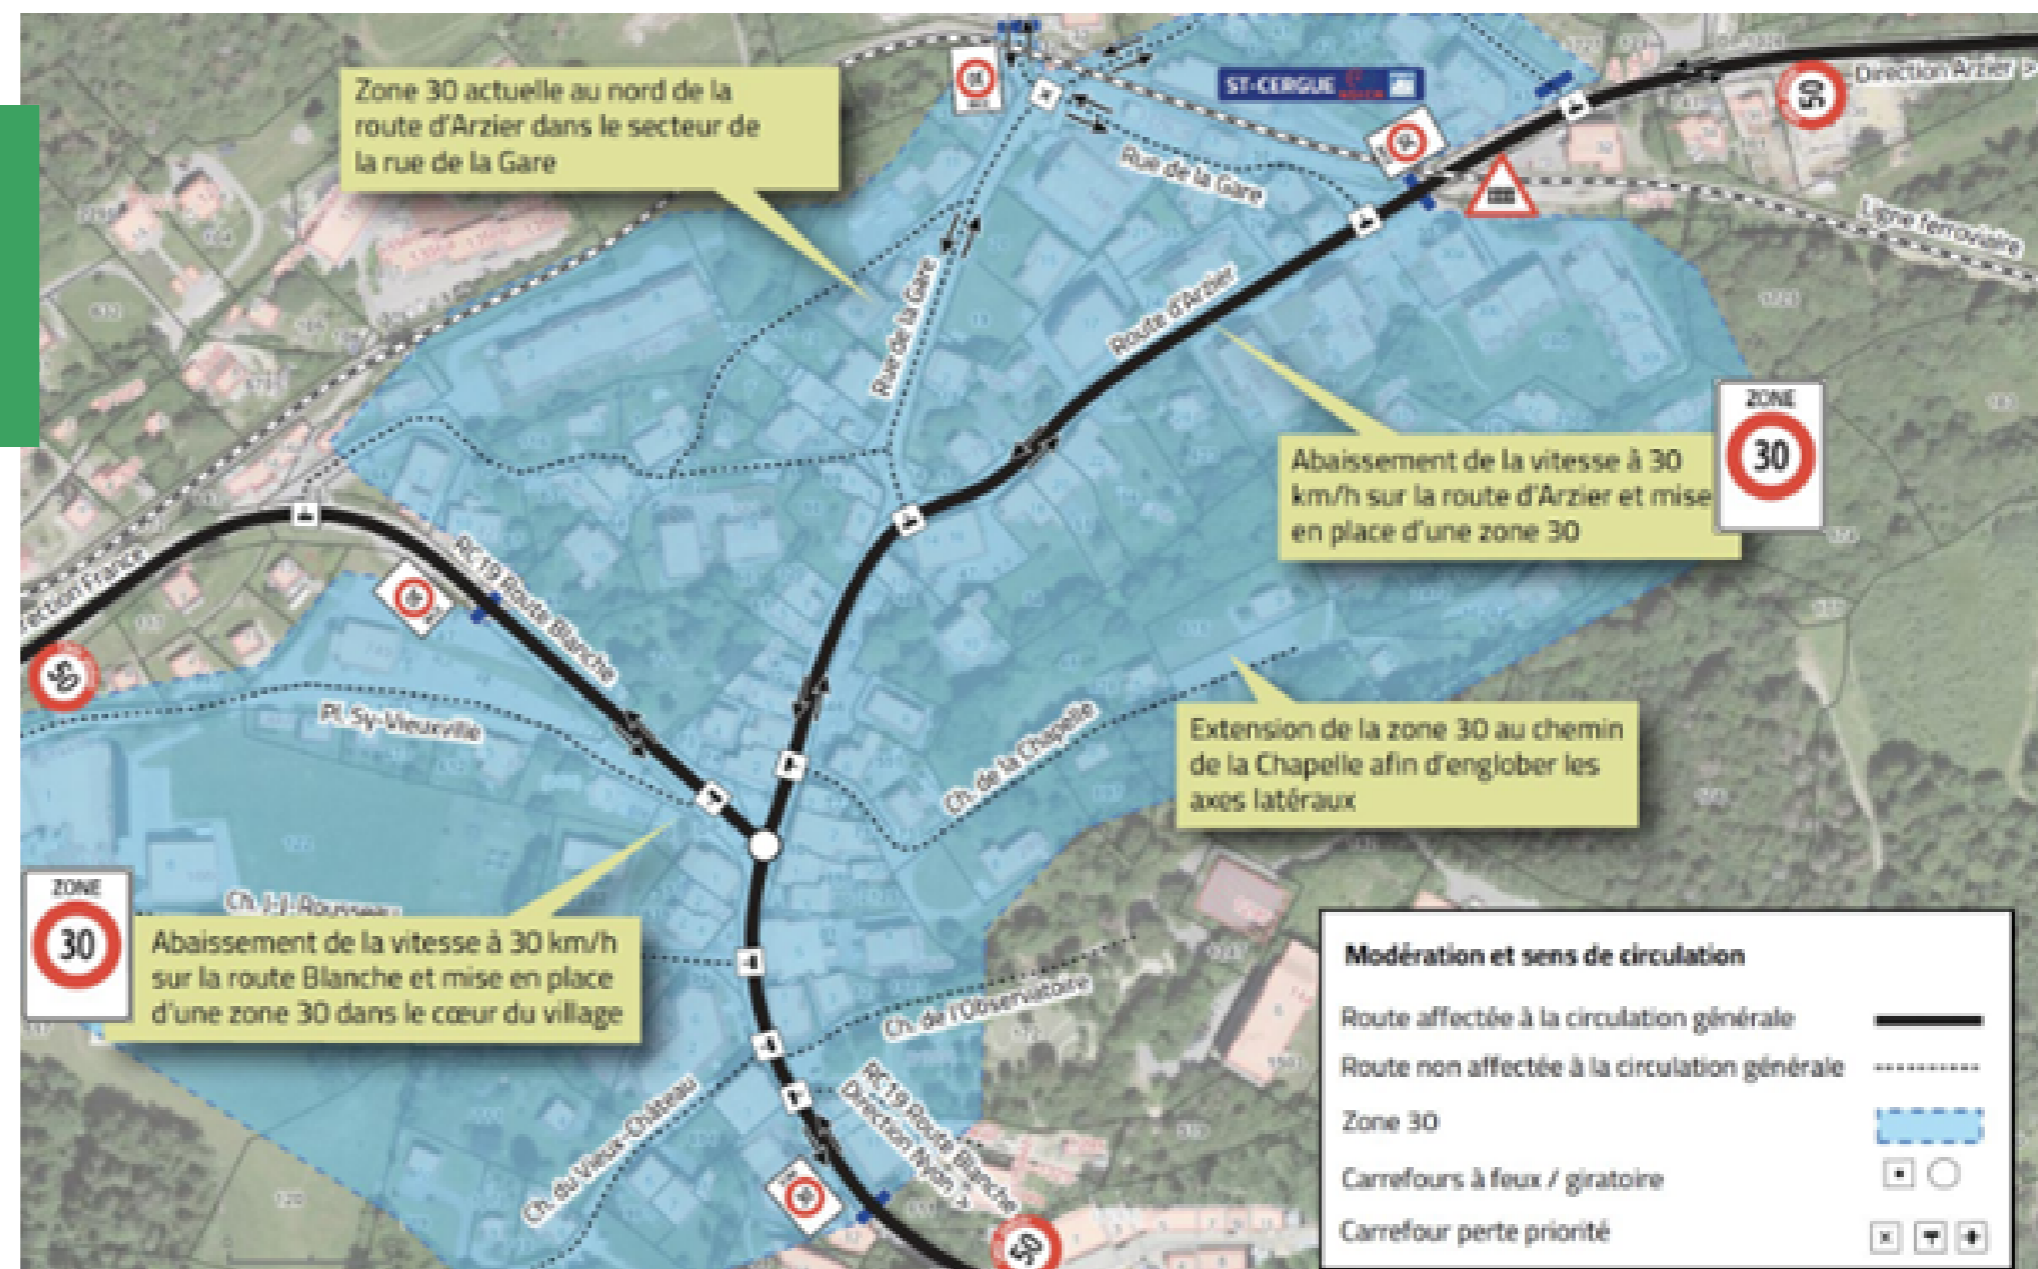 Zone 30 actuelle au nord de la
route d'Arzier dans le secteur de
la rue de la Gare
ST-CERGUE
Direction Arzier >
50
Rue de la Gare
Ligne ferroviaire
Rue de la Gare
Route d'Arzier
ZONE
30
Abaissement de la vitesse à 30
km/h sur la route d'Arzier et mise
en place d'une zone 30
RC 19 Route Blanche
rection France
50
Pl. Sy-Vieuxville
Ch. de la Chapelle
Extension de la zone 30 au chemin
de la Chapelle afin d'englober les
axes latéraux
ZONE
30
Ch. J-J. Rousseau
Abaissement de la vitesse à 30 km/h
sur la route Blanche et mise en place
d'une zone 30 dans le cœur du village
Ch. de l'Observatoire
Ch. du Vieux-Château
RC 19 Route Blanche
Direction Nyon >
50
Modération et sens de circulation
Route affectée à la circulation générale
Route non affectée à la circulation générale
Zone 30
Carrefours à feux / giratoire
Carrefour perte priorité